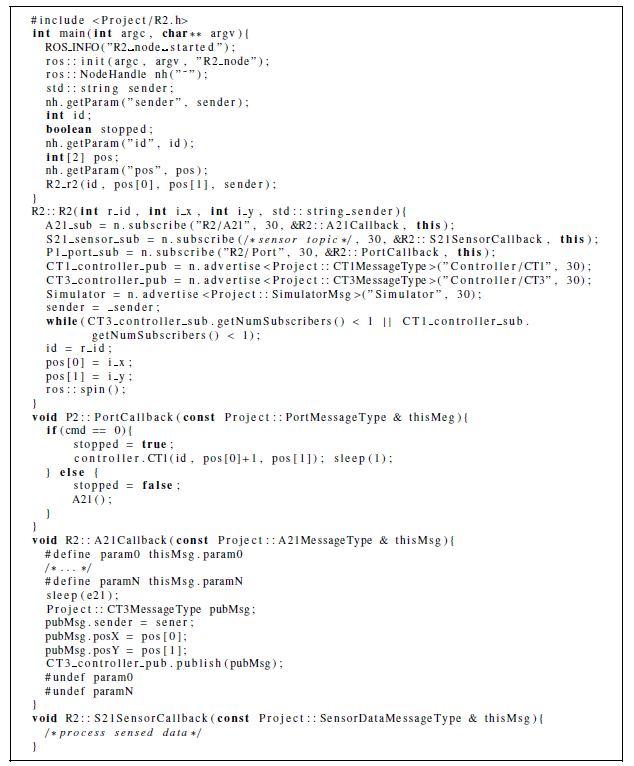 #include <Project/R2.h>
int main(int argc, char** argv){
ROS_INFO("R2_node_started");
ros::init(argc, argv, "R2_node");
ros::NodeHandle nh("~");
std::string sender;
nh.getParam("sender", sender);
int id;
boolean stopped;
nh.getParam("id", id);
int[2] pos;
nh.getParam("pos", pos);
R2_r2(id, pos[0], pos[1], sender);
}
R2::R2(int r_id, int i_x, int i_y, std::string_sender){
A21_sub = n.subscribe("R2/A21", 30, &R2::A21Callback, this);
S21_sensor_sub = n.subscribe(/*sensor topic*/, 30, &R2::S21SensorCallback, this);
P1_port_sub = n.subscribe("R2/Port", 30, &R2::PortCallback, this);
CT1_controller_pub = n.advertise<Project::CT1MessageType>("Controller/CT1", 30);
CT3_controller_pub = n.advertise<Project::CT3MessageType>("Controller/CT3", 30);
Simulator = n.advertise<Project::SimulatorMsg>("Simulator", 30);
sender = _sender;
while(CT3_controller_sub.getNumSubscribers() < 1 || CT1_controller_sub.
getNumSubscribers() < 1);
id = r_id;
pos[0] = i_x;
pos[1] = i_y;
ros::spin();
}
void P2::PortCallback(const Project::PortMessageType & thisMeg){
if(cmd == 0){
stopped = true;
controller.CT1(id, pos[0]+1, pos[1]); sleep(1);
} else {
stopped = false;
A21();
}
}
void R2::A21Callback(const Project::A21MessageType & thisMsg){
#define param0 thisMsg.param0
/*...*/
#define paramN thisMsg.paramN
sleep(e21);
Project::CT3MessageType pubMsg;
pubMsg.sender = sener;
pubMsg.posX = pos[0];
pubMsg.posY = pos[1];
CT3_controller_pub.publish(pubMsg);
#undef param0
#undef paramN
}
void R2::S21SensorCallback(const Project::SensorDataMessageType & thisMsg){
/*process sensed data*/
}